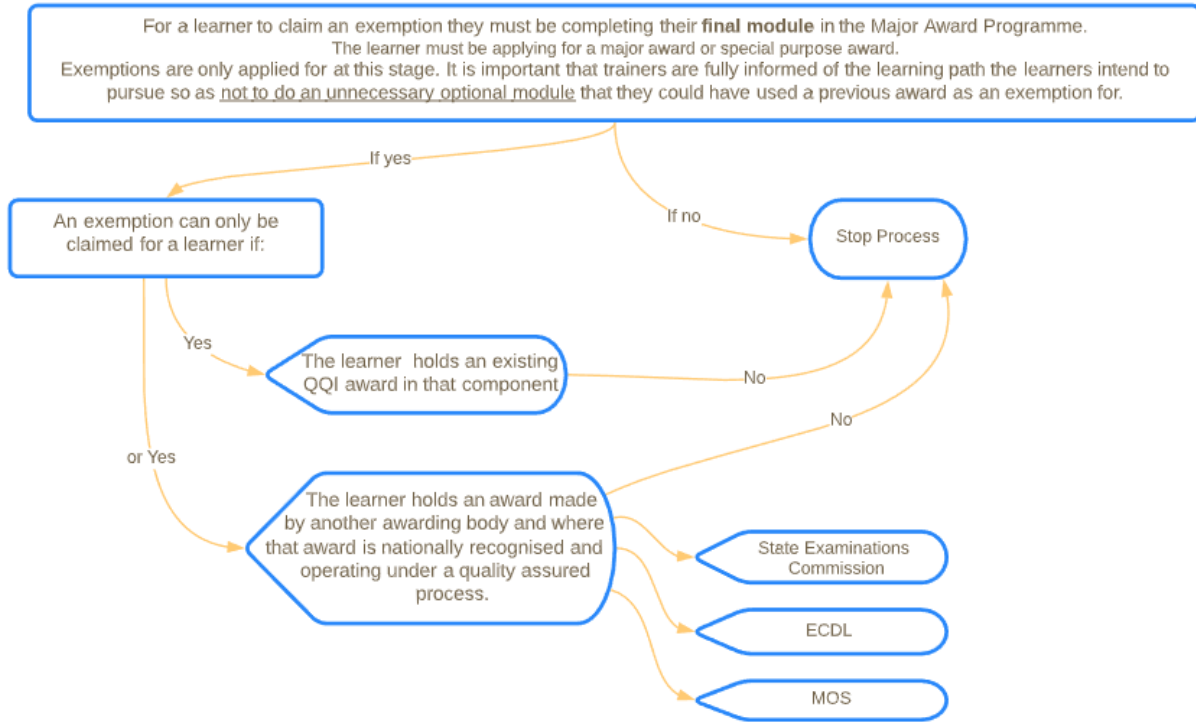 For a learner to claim an exemption they must be completing their final module in the Major Award Programme.
The learner must be applying for a major award or special purpose award.
Exemptions are only applied for at this stage. It is important that trainers are fully informed of the learning path the learners intend to
pursue so as not to do an unnecessary optional module that they could have used a previous award as an exemption for.
If yes
If no
An exemption can only be
claimed for a learner if:
Stop Process
Yes
The learner holds an existing
QQI award in that component
No
No
or Yes
The learner holds an award made
by another awarding body and where
that award is nationally recognised and
operating under a quality assured
process.
State Examinations
Commission
ECDL
MOS